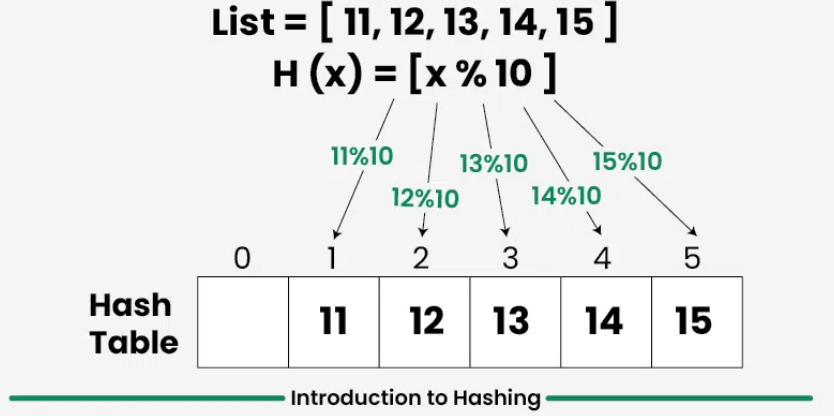 List = [ 11, 12, 13, 14, 15 ]
H (x) = [x % 10 ]
11%10
13%10
15%10
12%10
14%10
0 1 2 3 4 5
Hash
Table
11 12 13 14 15
Introduction to Hashing